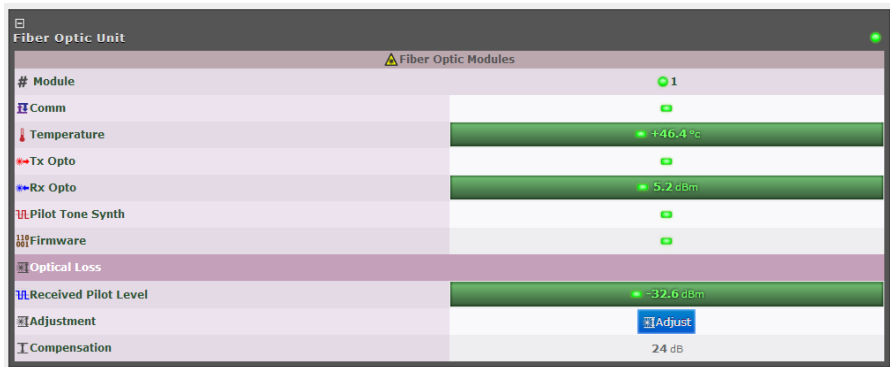 Fiber Optic Unit
Fiber Optic Modules
# Module 1
Comm
Temperature +46.4 °C
Tx Opto
Rx Opto 5.2 dBm
Pilot Tone Synth
110
001 Firmware
Optical Loss
Received Pilot Level -32.6 dBm
Adjustment Adjust
Compensation 24 dB